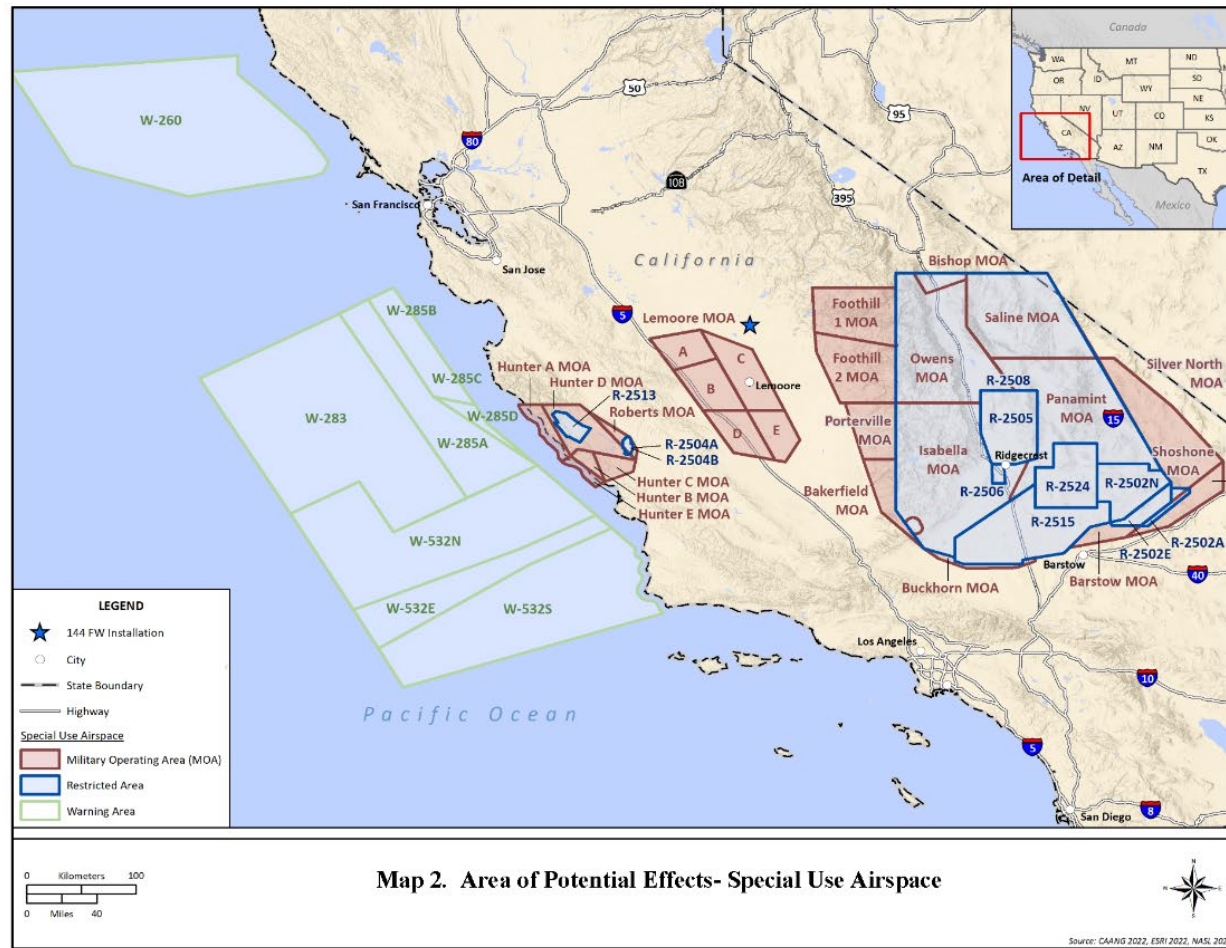 W-260
San Francisco
San Jose
California
80
50
108
95
395
5
W-285B
W-285C
W-285D
W-285A
W-283
W-532N
W-532E
W-532S
Hunter A MOA
Hunter D MOA
R-2513
Roberts MOA
R-2504A
R-2504B
Hunter C MOA
Hunter B MOA
Hunter E MOA
Lemoore MOA
A
C
B
D
E
Lemoore
Bishop MOA
Foothill
1 MOA
Foothill
2 MOA
Owens
MOA
Saline MOA
Silver North
MOA
R-2508
R-2505
Panamint
MOA
15
Porterville
MOA
Isabella
MOA
Ridgecrest
R-2506
R-2524
R-2502N
Shoshone
MOA
Bakerfield
MOA
R-2515
R-2502A
R-2502E
Barstow
Barstow MOA
Buckhorn MOA
40
Los Angeles
10
5
San Diego
8
Pacific Ocean
Canada
WA
MT
ND
OR
ID
SD
WY
NE
NV
UT
CO
KS
CA
OK
AZ
NM
TX
Area of Detail
Mexico
LEGEND
144 FW Installation
City
State Boundary
Highway
Special Use Airspace
Military Operating Area (MOA)
Restricted Area
Warning Area
0 Kilometers 100
0 Miles 40
Map 2. Area of Potential Effects- Special Use Airspace
N
E
S
W
Source: CAANG 2022, ESRI 2022, NASL 202